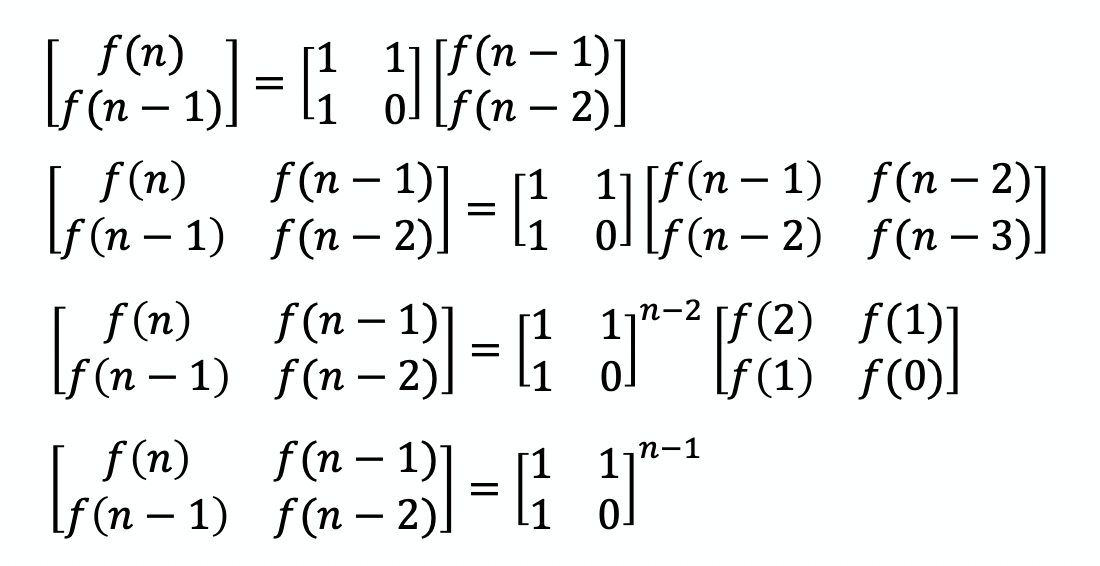 [f(n) f(n − 1)] = [1 1 1 0] [f(n − 1) f(n − 2)]
[f(n) f(n − 1) f(n − 1) f(n − 2)] = [1 1 1 0] [f(n − 1) f(n − 2) f(n − 2) f(n − 3)]
[f(n) f(n − 1) f(n − 1) f(n − 2)] = [1 1 1 0]ⁿ⁻² [f(2) f(1) f(1) f(0)]
[f(n) f(n − 1) f(n − 1) f(n − 2)] = [1 1 1 0]ⁿ⁻¹